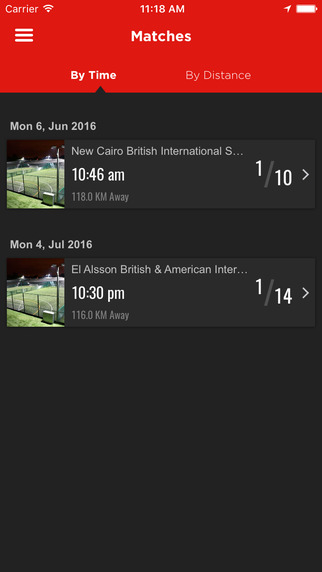 Carrier 11:18 AM
Matches
By Time By Distance
Mon 6, Jun 2016
New Cairo British International S...
10:46 am
1/10
118.0 KM Away
Mon 4, Jul 2016
El Alsson British & American Inter...
10:30 pm
1/14
116.0 KM Away